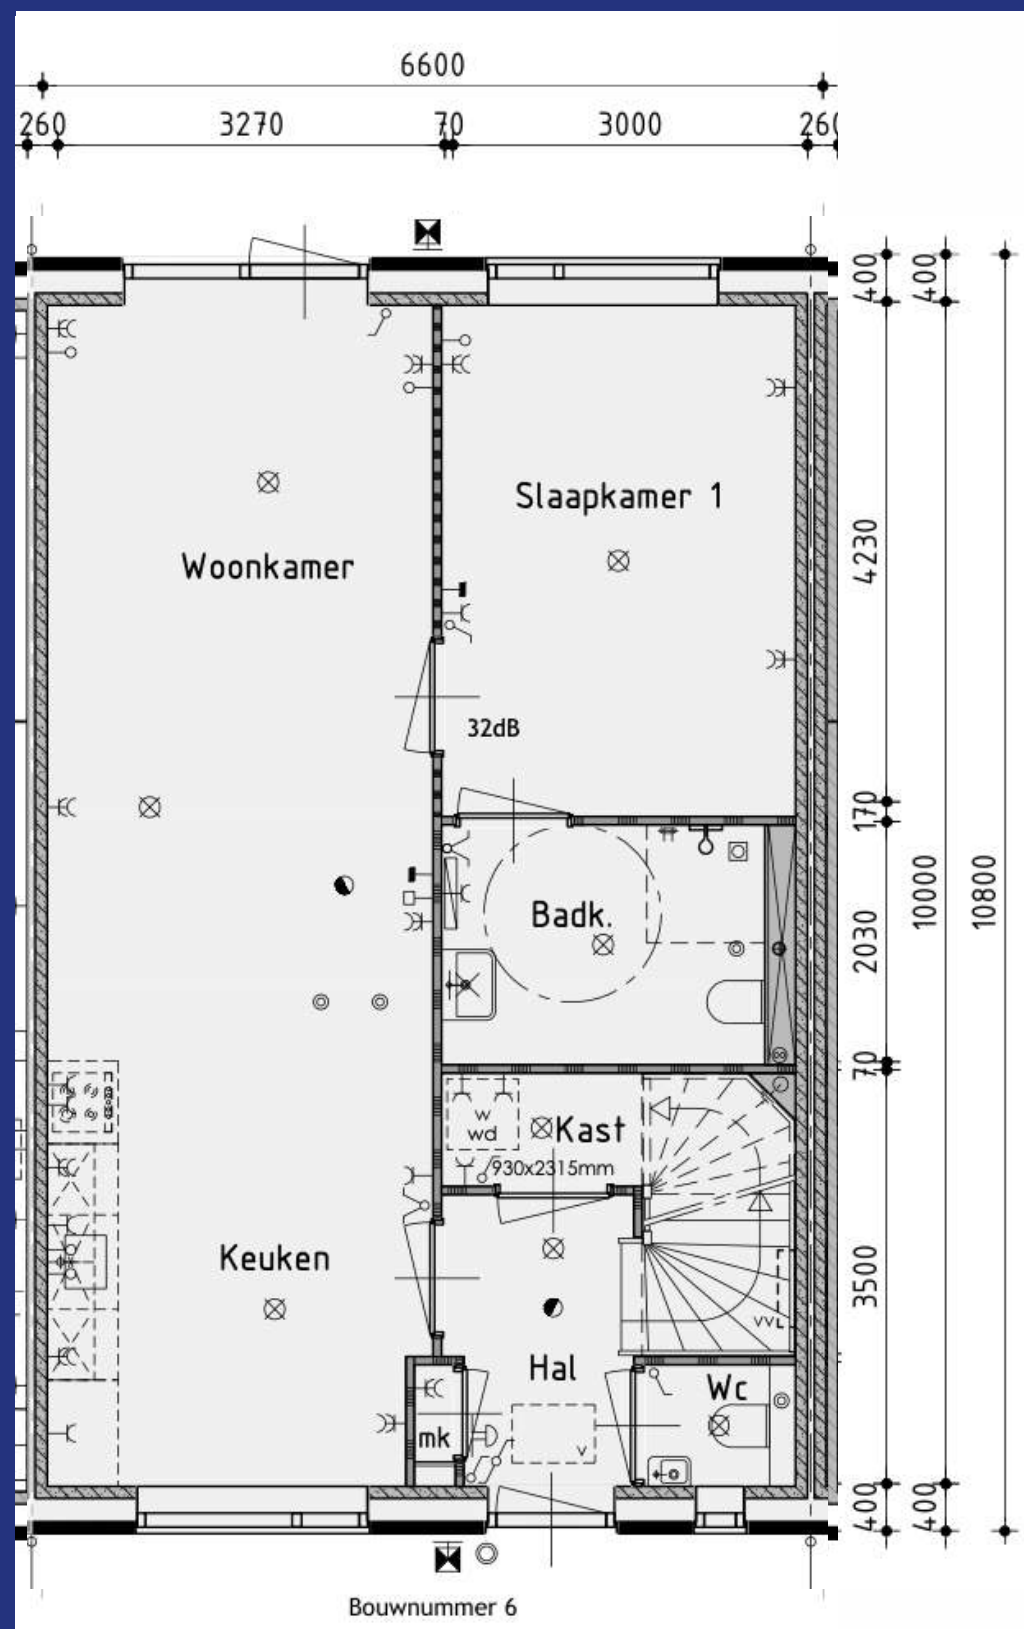 6600
260 3270 70 3000 260
400 400
4230
Slaapkamer 1
Woonkamer
32dB
170
10000 10800
Badk.
2030
70
w
wd
Kast
930x2315mm
Keuken
3500
vv
Hal
Wc
mk
v
400 400
Bouwnummer 6